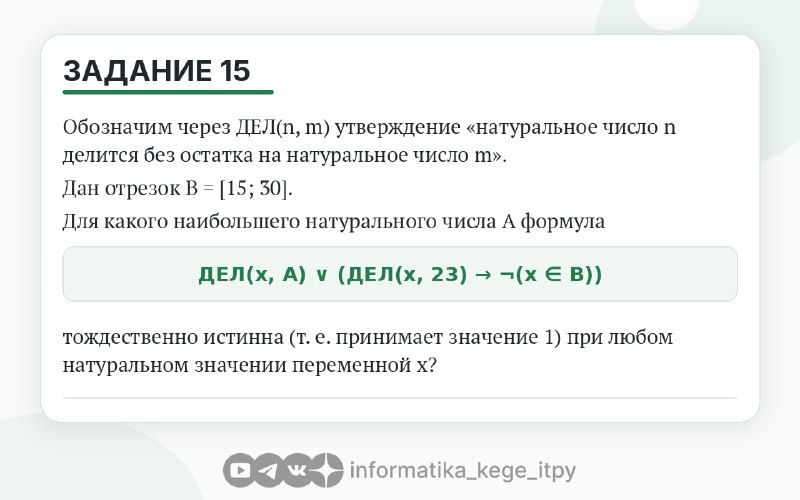 ЗАДАНИЕ 15
Обозначим через ДЕЛ(n, m) утверждение «натуральное число n
делится без остатка на натуральное число m».
Дан отрезок B = [15; 30].
Для какого наибольшего натурального числа А формула
ДЕЛ(x, A) ∨ (ДЕЛ(x, 23) → ¬(x ∈ B))
тождественно истинна (т. е. принимает значение 1) при любом
натуральном значении переменной х?
informatika_kege_itpy